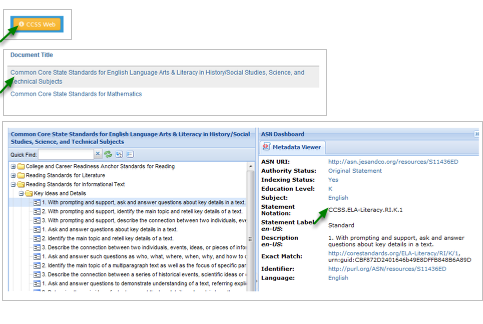 CCSS Web
Document Title
Common Core State Standards for English Language Arts & Literacy in History/Social Studies, Science, and
Technical Subjects
Common Core State Standards for Mathematics
Common Core State Standards for English Language Arts & Literacy in History/Social
Studies, Science, and Technical Subjects
Quick Find:
College and Career Readiness Anchor Standards for Reading
Reading Standards for Literature
Reading Standards for Informational Text
Key Ideas and Details
1. With prompting and support, ask and answer questions about key details in a text.
2. With prompting and support, identify the main topic and retell key details of a text.
3. With prompting and support, describe the connection between two individuals, eve
1. Ask and answer questions about key details in a text.
2. Identify the main topic and retell key details of a text.
3. Describe the connection between two individuals, events, ideas, or pieces of infor
1. Ask and answer such questions as who, what, where, when, why, and how to
2. Identify the main topic of a multiparagraph text as well as the focus of specific par
3. Describe the connection between a series of historical events, scientific ideas or
1. Ask and answer questions to demonstrate understanding of a text, referring explic
ASN Dashboard
Metadata Viewer
ASN URI: http://asn.jesandco.org/resources/S11436ED
Authority Status: Original Statement
Indexing Status: Yes
Education Level: K
Subject: English
Statement
Notation: CCSS.ELA-Literacy.RI.K.1
Statement Label
en-US: Standard
Description 1. With prompting and support, ask and answer
en-US: questions about key details in a text.
Exact Match: http://corestandards.org/ELA-Literacy/RI/K/1,
Identifier: http://purl.org/ASN/resources/S11436ED
Language: English